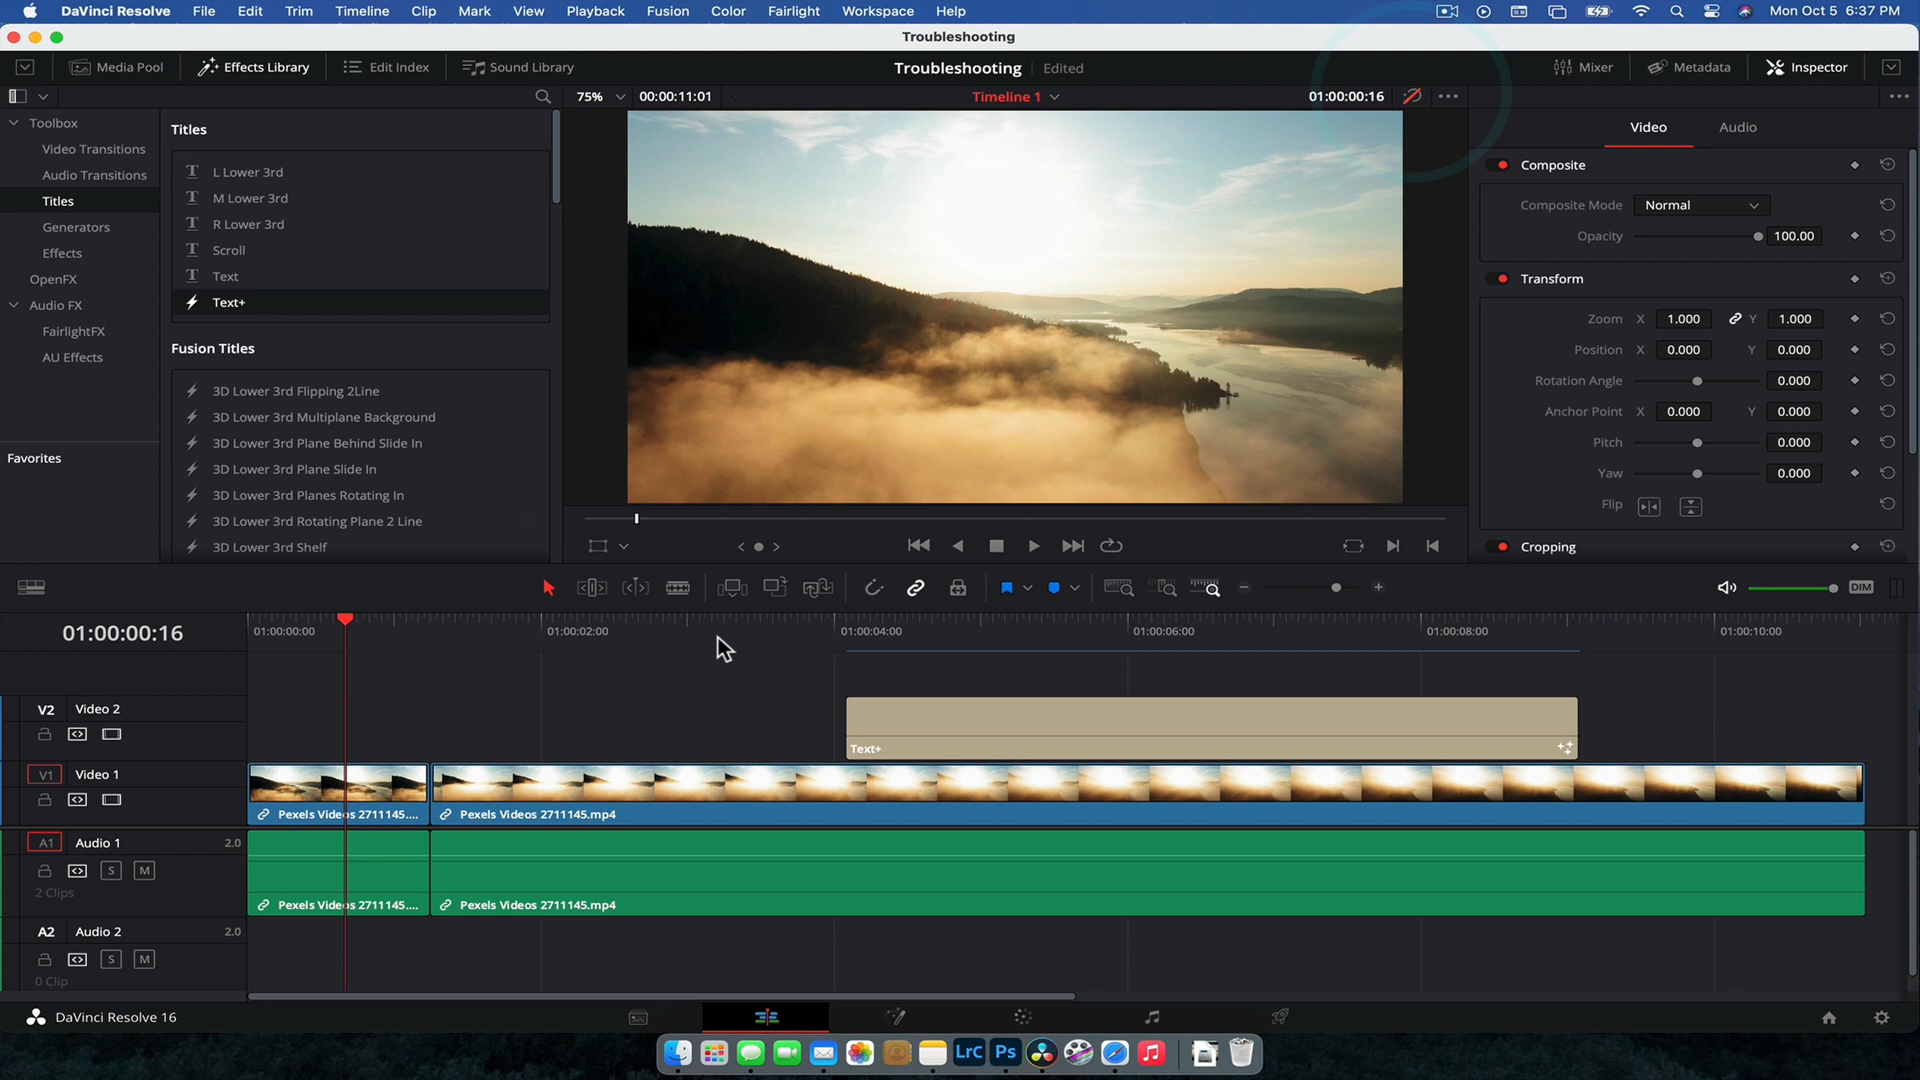 DaVinci Resolve File Edit Trim Timeline Clip Mark View Playback Fusion Color Fairlight Workspace Help Mon Oct 5 6:37 PM
Troubleshooting
Media Pool Effects Library Edit Index Sound Library Troubleshooting Edited Mixer Metadata Inspector
75% 00:00:11:01 Timeline 1 01:00:00:16
Toolbox
Video Transitions
Audio Transitions
Titles
Generators
Effects
OpenFX
Audio FX
FairlightFX
AU Effects
Favorites
Titles
L Lower 3rd
M Lower 3rd
R Lower 3rd
Scroll
Text
Text+
Fusion Titles
3D Lower 3rd Flipping 2Line
3D Lower 3rd Multiplane Background
3D Lower 3rd Plane Behind Slide In
3D Lower 3rd Plane Slide In
3D Lower 3rd Planes Rotating In
3D Lower 3rd Rotating Plane 2 Line
3D Lower 3rd Shelf
Video Audio
Composite
Composite Mode Normal
Opacity 100.00
Transform
Zoom X 1.000 Y 1.000
Position X 0.000 Y 0.000
Rotation Angle 0.000
Anchor Point X 0.000 Y 0.000
Pitch 0.000
Yaw 0.000
Flip
Cropping
DIM
01:00:00:16 01:00:00:00 01:00:02:00 01:00:04:00 01:00:06:00 01:00:08:00 01:00:10:00
V2 Video 2
Text+
V1 Video 1
Pexels Videos 2711145.... Pexels Videos 2711145.mp4
A1 Audio 1 2.0
S M
2 Clips
Pexels Videos 2711145.... Pexels Videos 2711145.mp4
A2 Audio 2 2.0
S M
0 Clip
DaVinci Resolve 16
LrC Ps